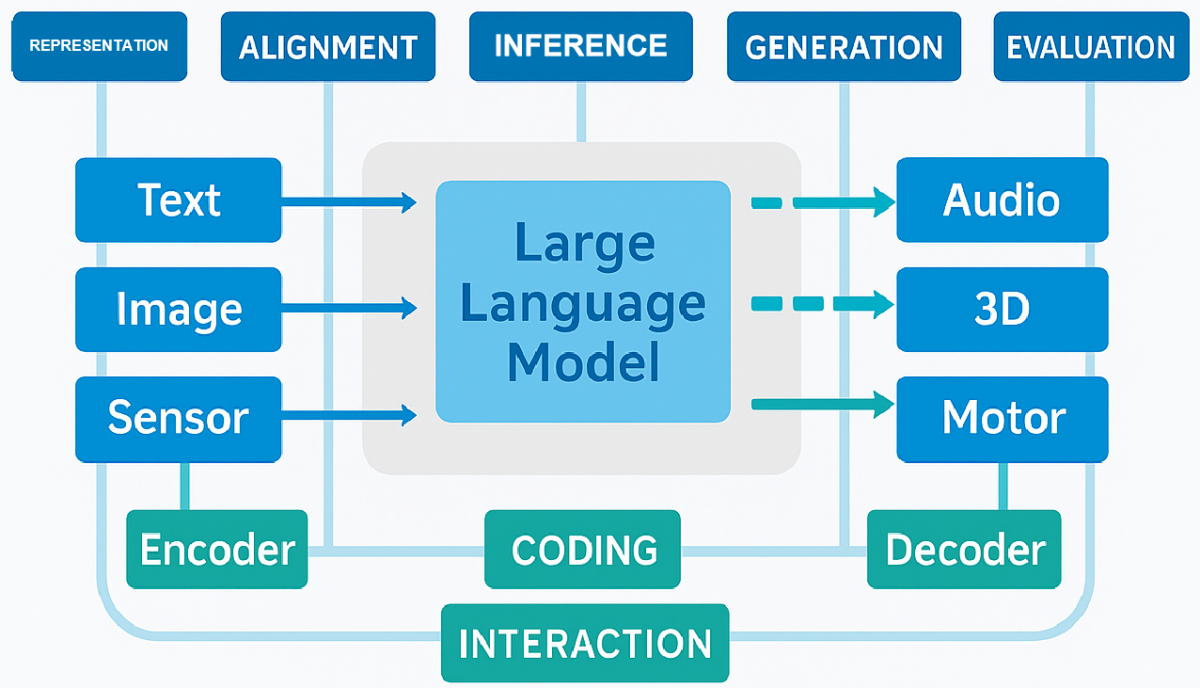 REPRESENTATION
ALIGNMENT
INFERENCE
GENERATION
EVALUATION
Text
Image
Sensor
Large
Language
Model
Audio
3D
Motor
Encoder
CODING
Decoder
INTERACTION